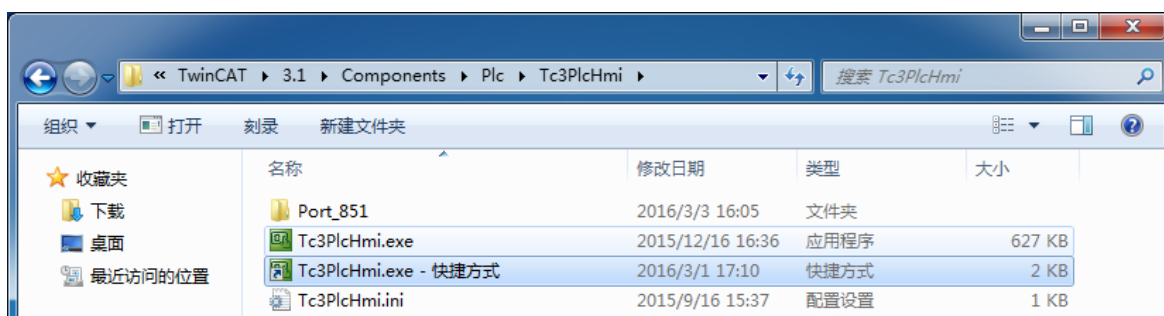 « TwinCAT ▸ 3.1 ▸ Components ▸ Plc ▸ Tc3PlcHmi ▸ 搜索 Tc3PlcHmi
组织 打开 刻录 新建文件夹
名称 修改日期 类型 大小
收藏夹
下载
桌面
最近访问的位置
Port_851 2016/3/3 16:05 文件夹
Tc3PlcHmi.exe 2015/12/16 16:36 应用程序 627 KB
Tc3PlcHmi.exe - 快捷方式 2016/3/1 17:10 快捷方式 2 KB
Tc3PlcHmi.ini 2015/9/16 15:37 配置设置 1 KB